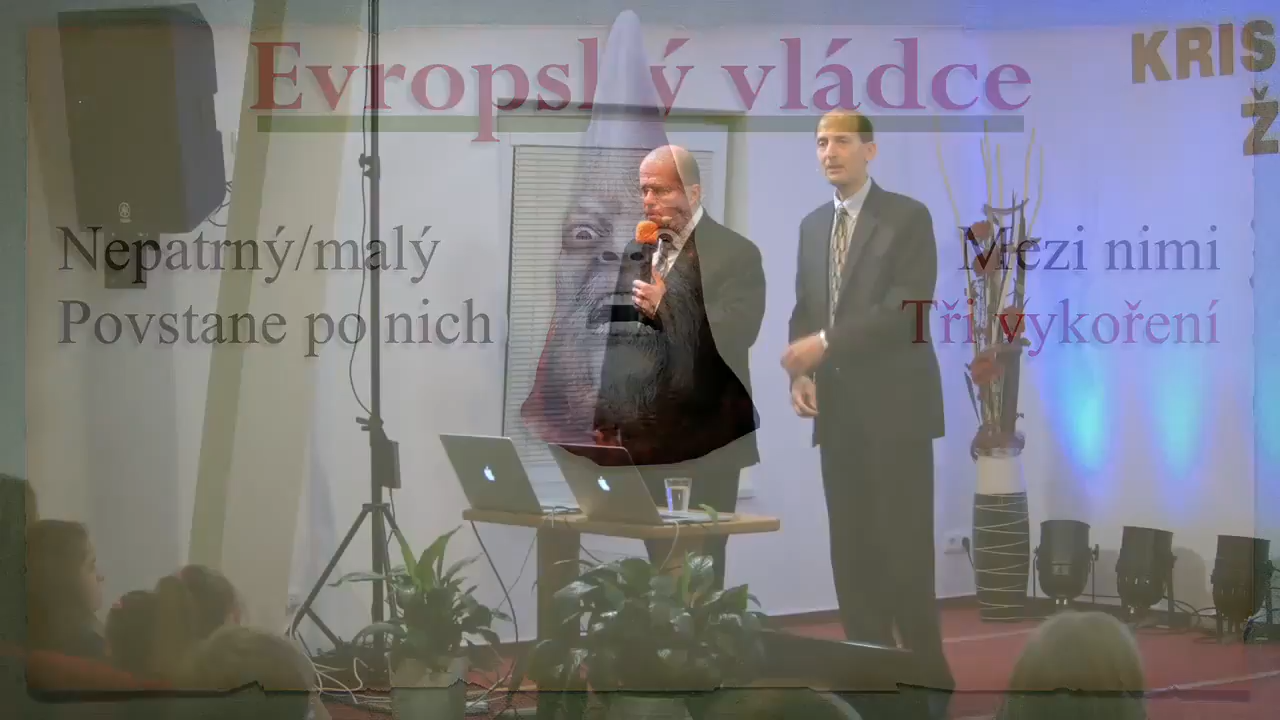 Evropský vládce
KRIS
Ž
Nepatrný/malý
Povstane po nich
Mezi nimi
Tři vykoření